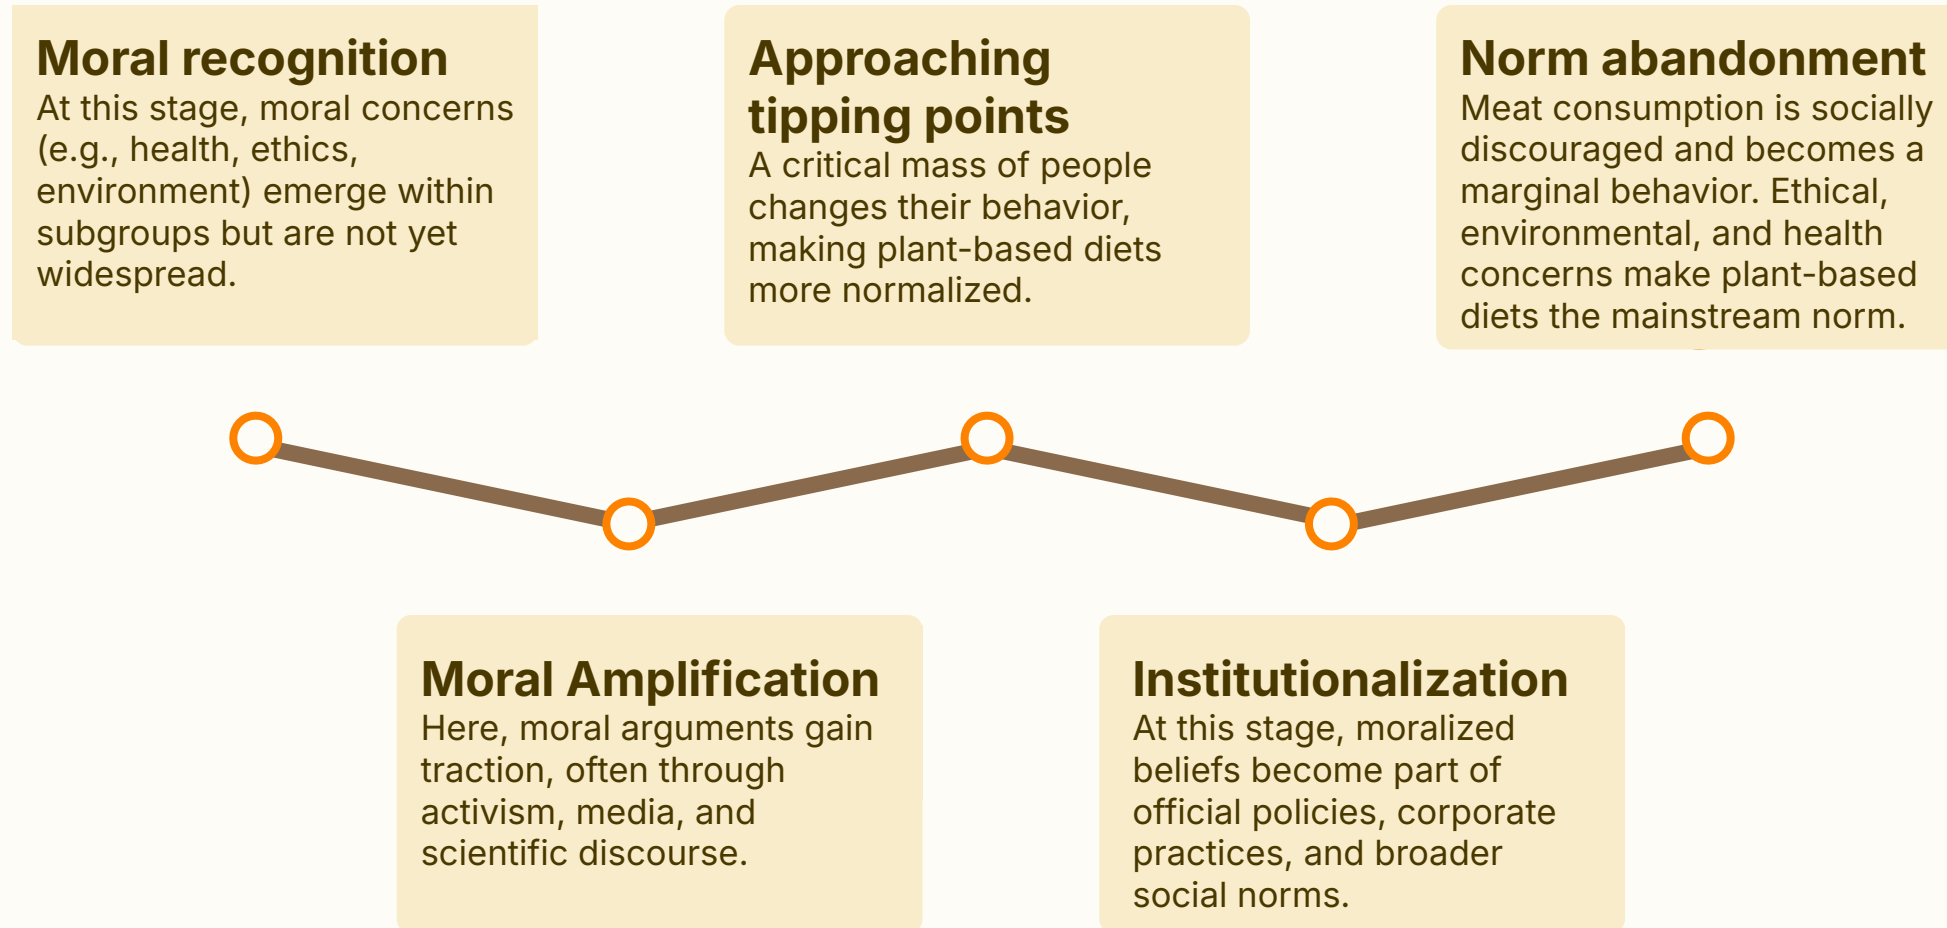 Moral recognition
At this stage, moral concerns
(e.g., health, ethics,
environment) emerge within
subgroups but are not yet
widespread.
Moral Amplification
Here, moral arguments gain
traction, often through
activism, media, and
scientific discourse.
Approaching
tipping points
A critical mass of people
changes their behavior,
making plant-based diets
more normalized.
Institutionalization
At this stage, moralized
beliefs become part of
official policies, corporate
practices, and broader
social norms.
Norm abandonment
Meat consumption is socially
discouraged and becomes a
marginal behavior. Ethical,
environmental, and health
concerns make plant-based
diets the mainstream norm.